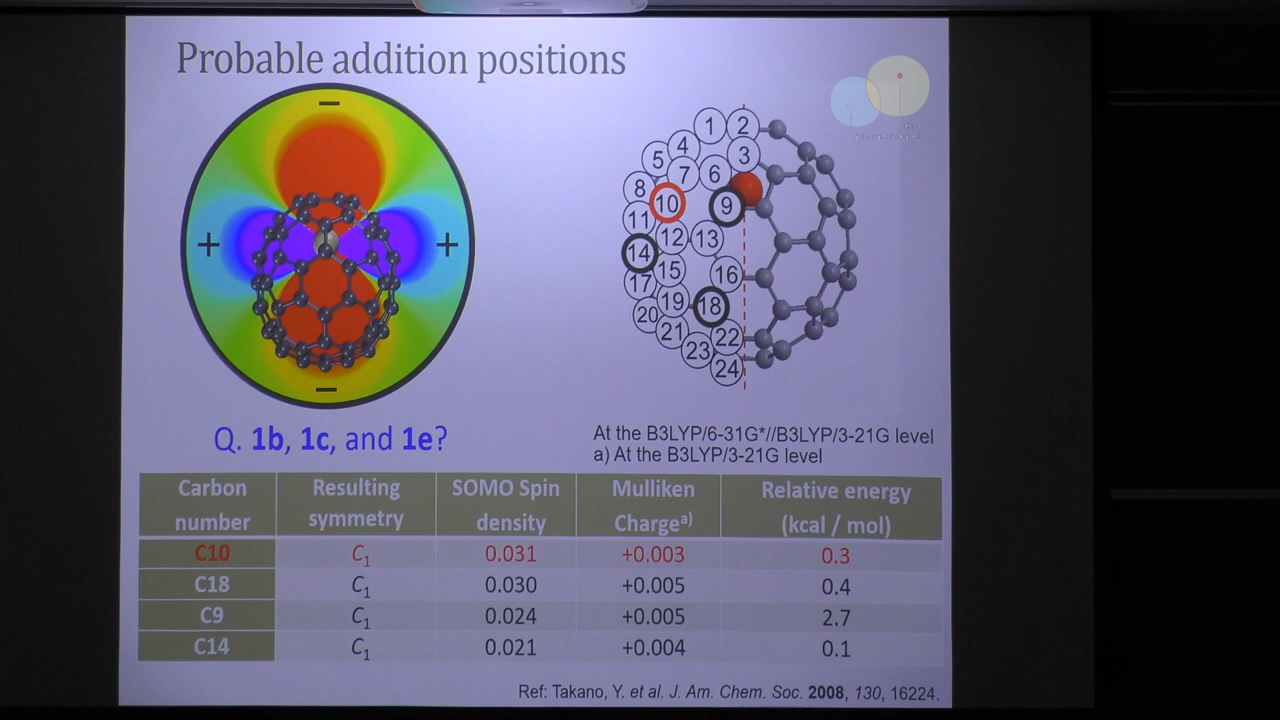 Probable addition positions
−
+ +
−
1 2
4 3
5 7 6
8 10 9
11 12 13
14 15 16
17 19 18
20 21 22
23 24
Q. 1b, 1c, and 1e?
At the B3LYP/6-31G*//B3LYP/3-21G level
a) At the B3LYP/3-21G level
Carbon number Resulting symmetry SOMO Spin density Mulliken Charge a) Relative energy (kcal / mol)
C10 C1 0.031 +0.003 0.3
C18 C1 0.030 +0.005 0.4
C9 C1 0.024 +0.005 2.7
C14 C1 0.021 +0.004 0.1
Ref: Takano, Y. et al. J. Am. Chem. Soc. 2008, 130, 16224.